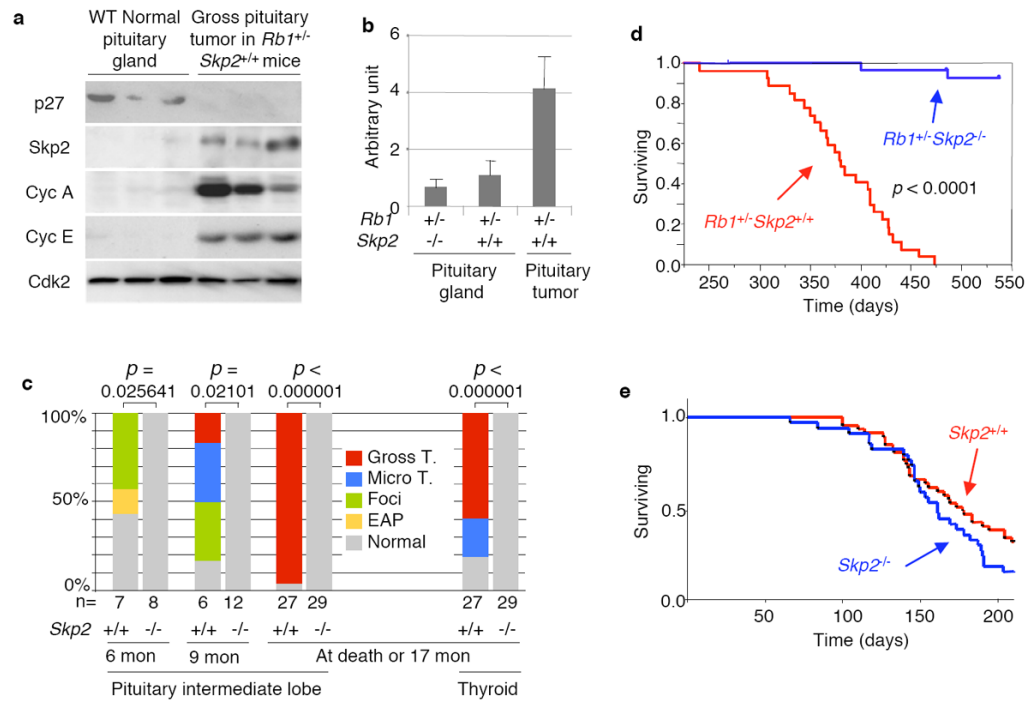 a
WT Normal pituitary gland
Gross pituitary tumor in Rb1+/- Skp2+/+ mice
p27
Skp2
Cyc A
Cyc E
Cdk2
b
Arbitrary unit
6
4
2
0
Rb1 +/- +/- +/-
Skp2 -/- +/+ +/+
Pituitary gland
Pituitary tumor
d
Surviving
1.0
0.8
0.6
0.4
0.2
0.0
Rb1+/-Skp2-/-
p < 0.0001
Rb1+/-Skp2+/+
250 300 350 400 450 500 550
Time (days)
c
p = 0.025641
p = 0.02101
p < 0.000001
p < 0.000001
100%
50%
0%
Gross T.
Micro T.
Foci
EAP
Normal
n= 7 8 6 12 27 29 27 29
Skp2 +/+ -/- +/+ -/- +/+ -/- +/+ -/-
6 mon 9 mon At death or 17 mon
Pituitary intermediate lobe Thyroid
e
Surviving
1.0
0.5
0.0
Skp2+/+
Skp2-/-
50 100 150 200
Time (days)